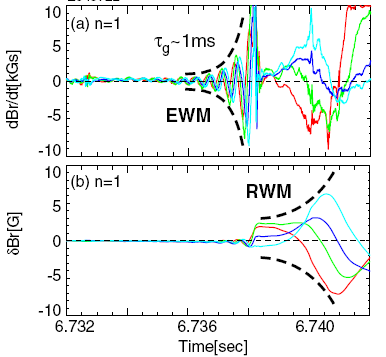 (a) n=1
τg~1ms
EWM
dBr/dt[kGs]
10
5
0
-5
-10
(b) n=1
RWM
δBr[G]
10
5
0
-5
-10
6.732
6.736
6.740
Time[sec]